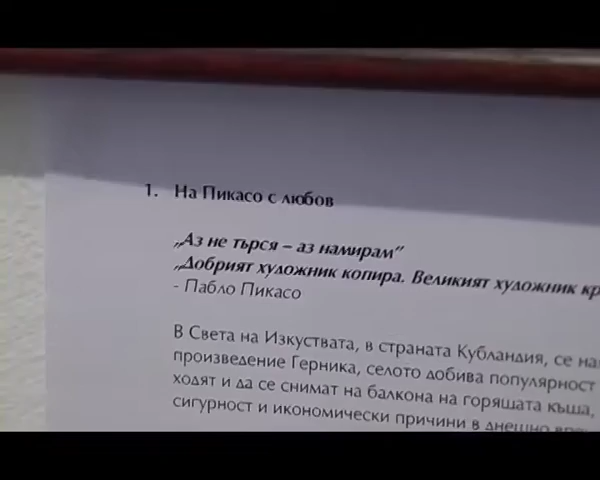 1. На Пикасо с любов
„Аз не търся – аз намирам”
„Добрият художник копира. Великият художник
- Пабло Пикасо
В Света на Изкуствата, в страната Кубландия, се
произведение Герника, селото добива популярност
ходят и да се снимат на балкона на горящата къща,
сигурност и икономически причини в днешно